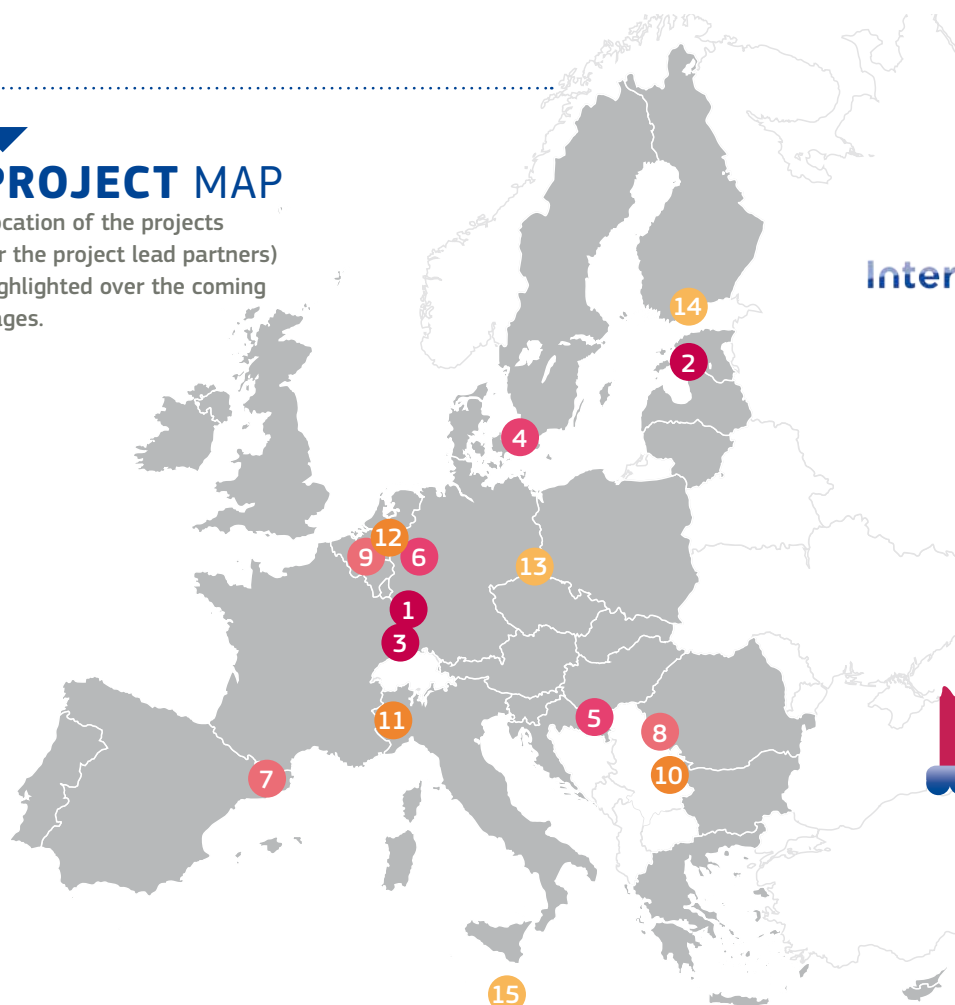 PROJECT MAP
ocation of the projects
r the project lead partners)
ghlighted over the coming
ages.
Inter
14
2
4
12
9
6
13
1
3
11
5
8
7
10
15